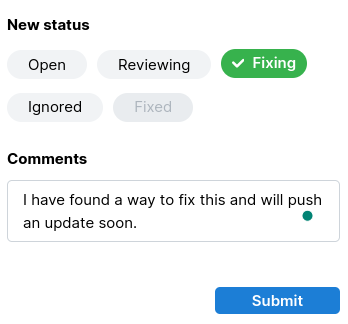 New status
Open Reviewing Fixing
Ignored Fixed
Comments
I have found a way to fix this and will push
an update soon.
Submit